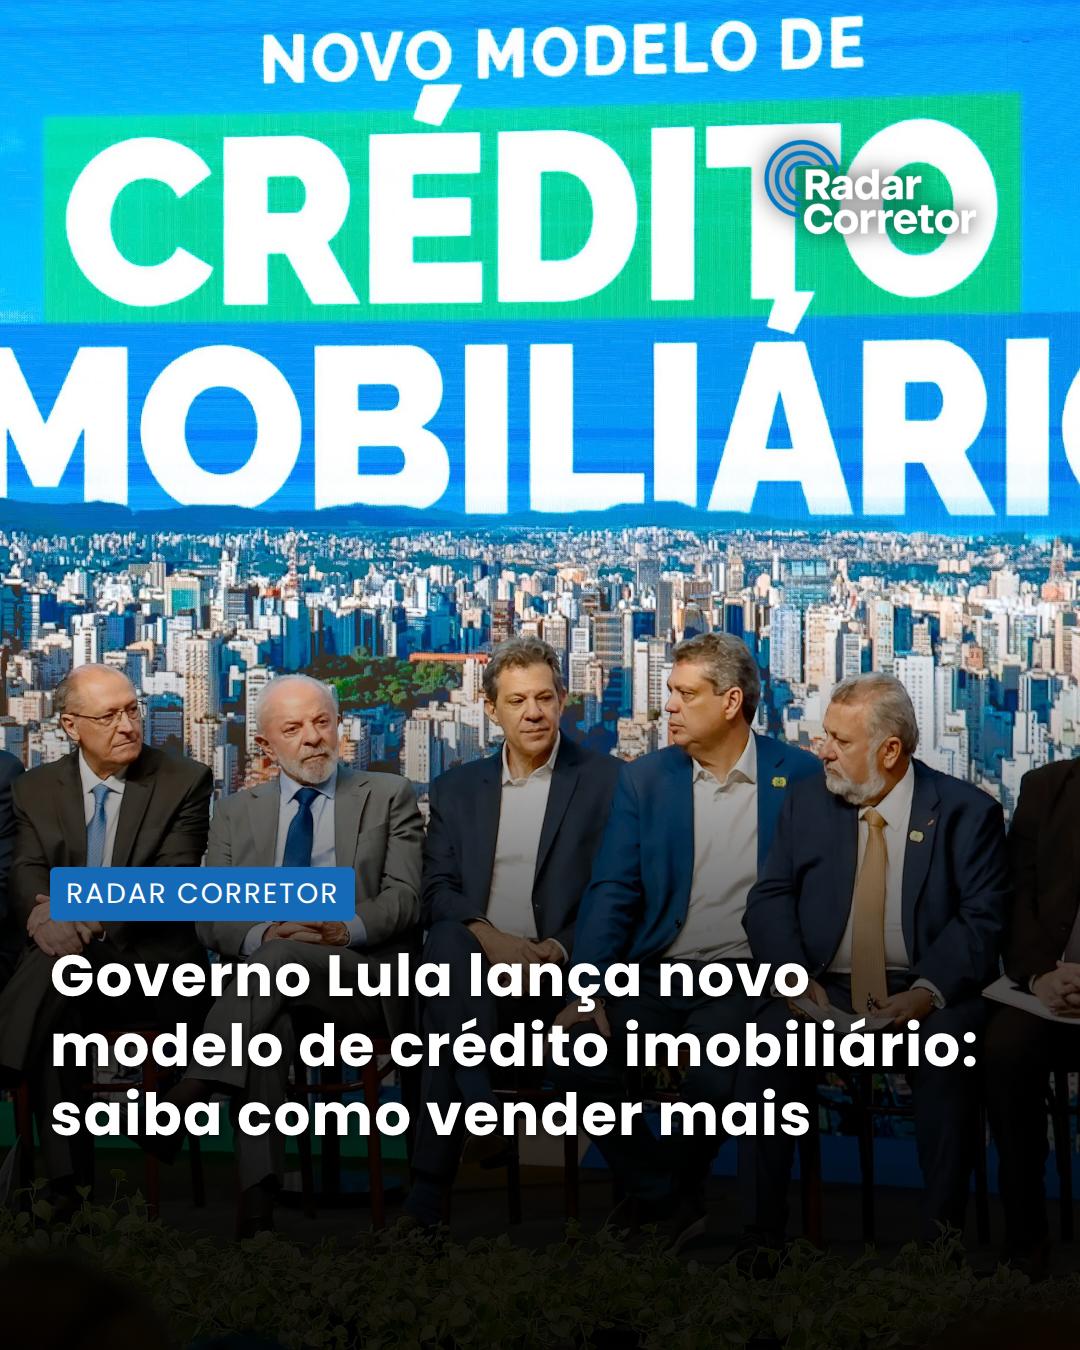 NOVO MODELO DE
CRÉDITO
Radar
Corretor
MOBILIÁRI
RADAR CORRETOR
Governo Lula lança novo
modelo de crédito imobiliário:
saiba como vender mais